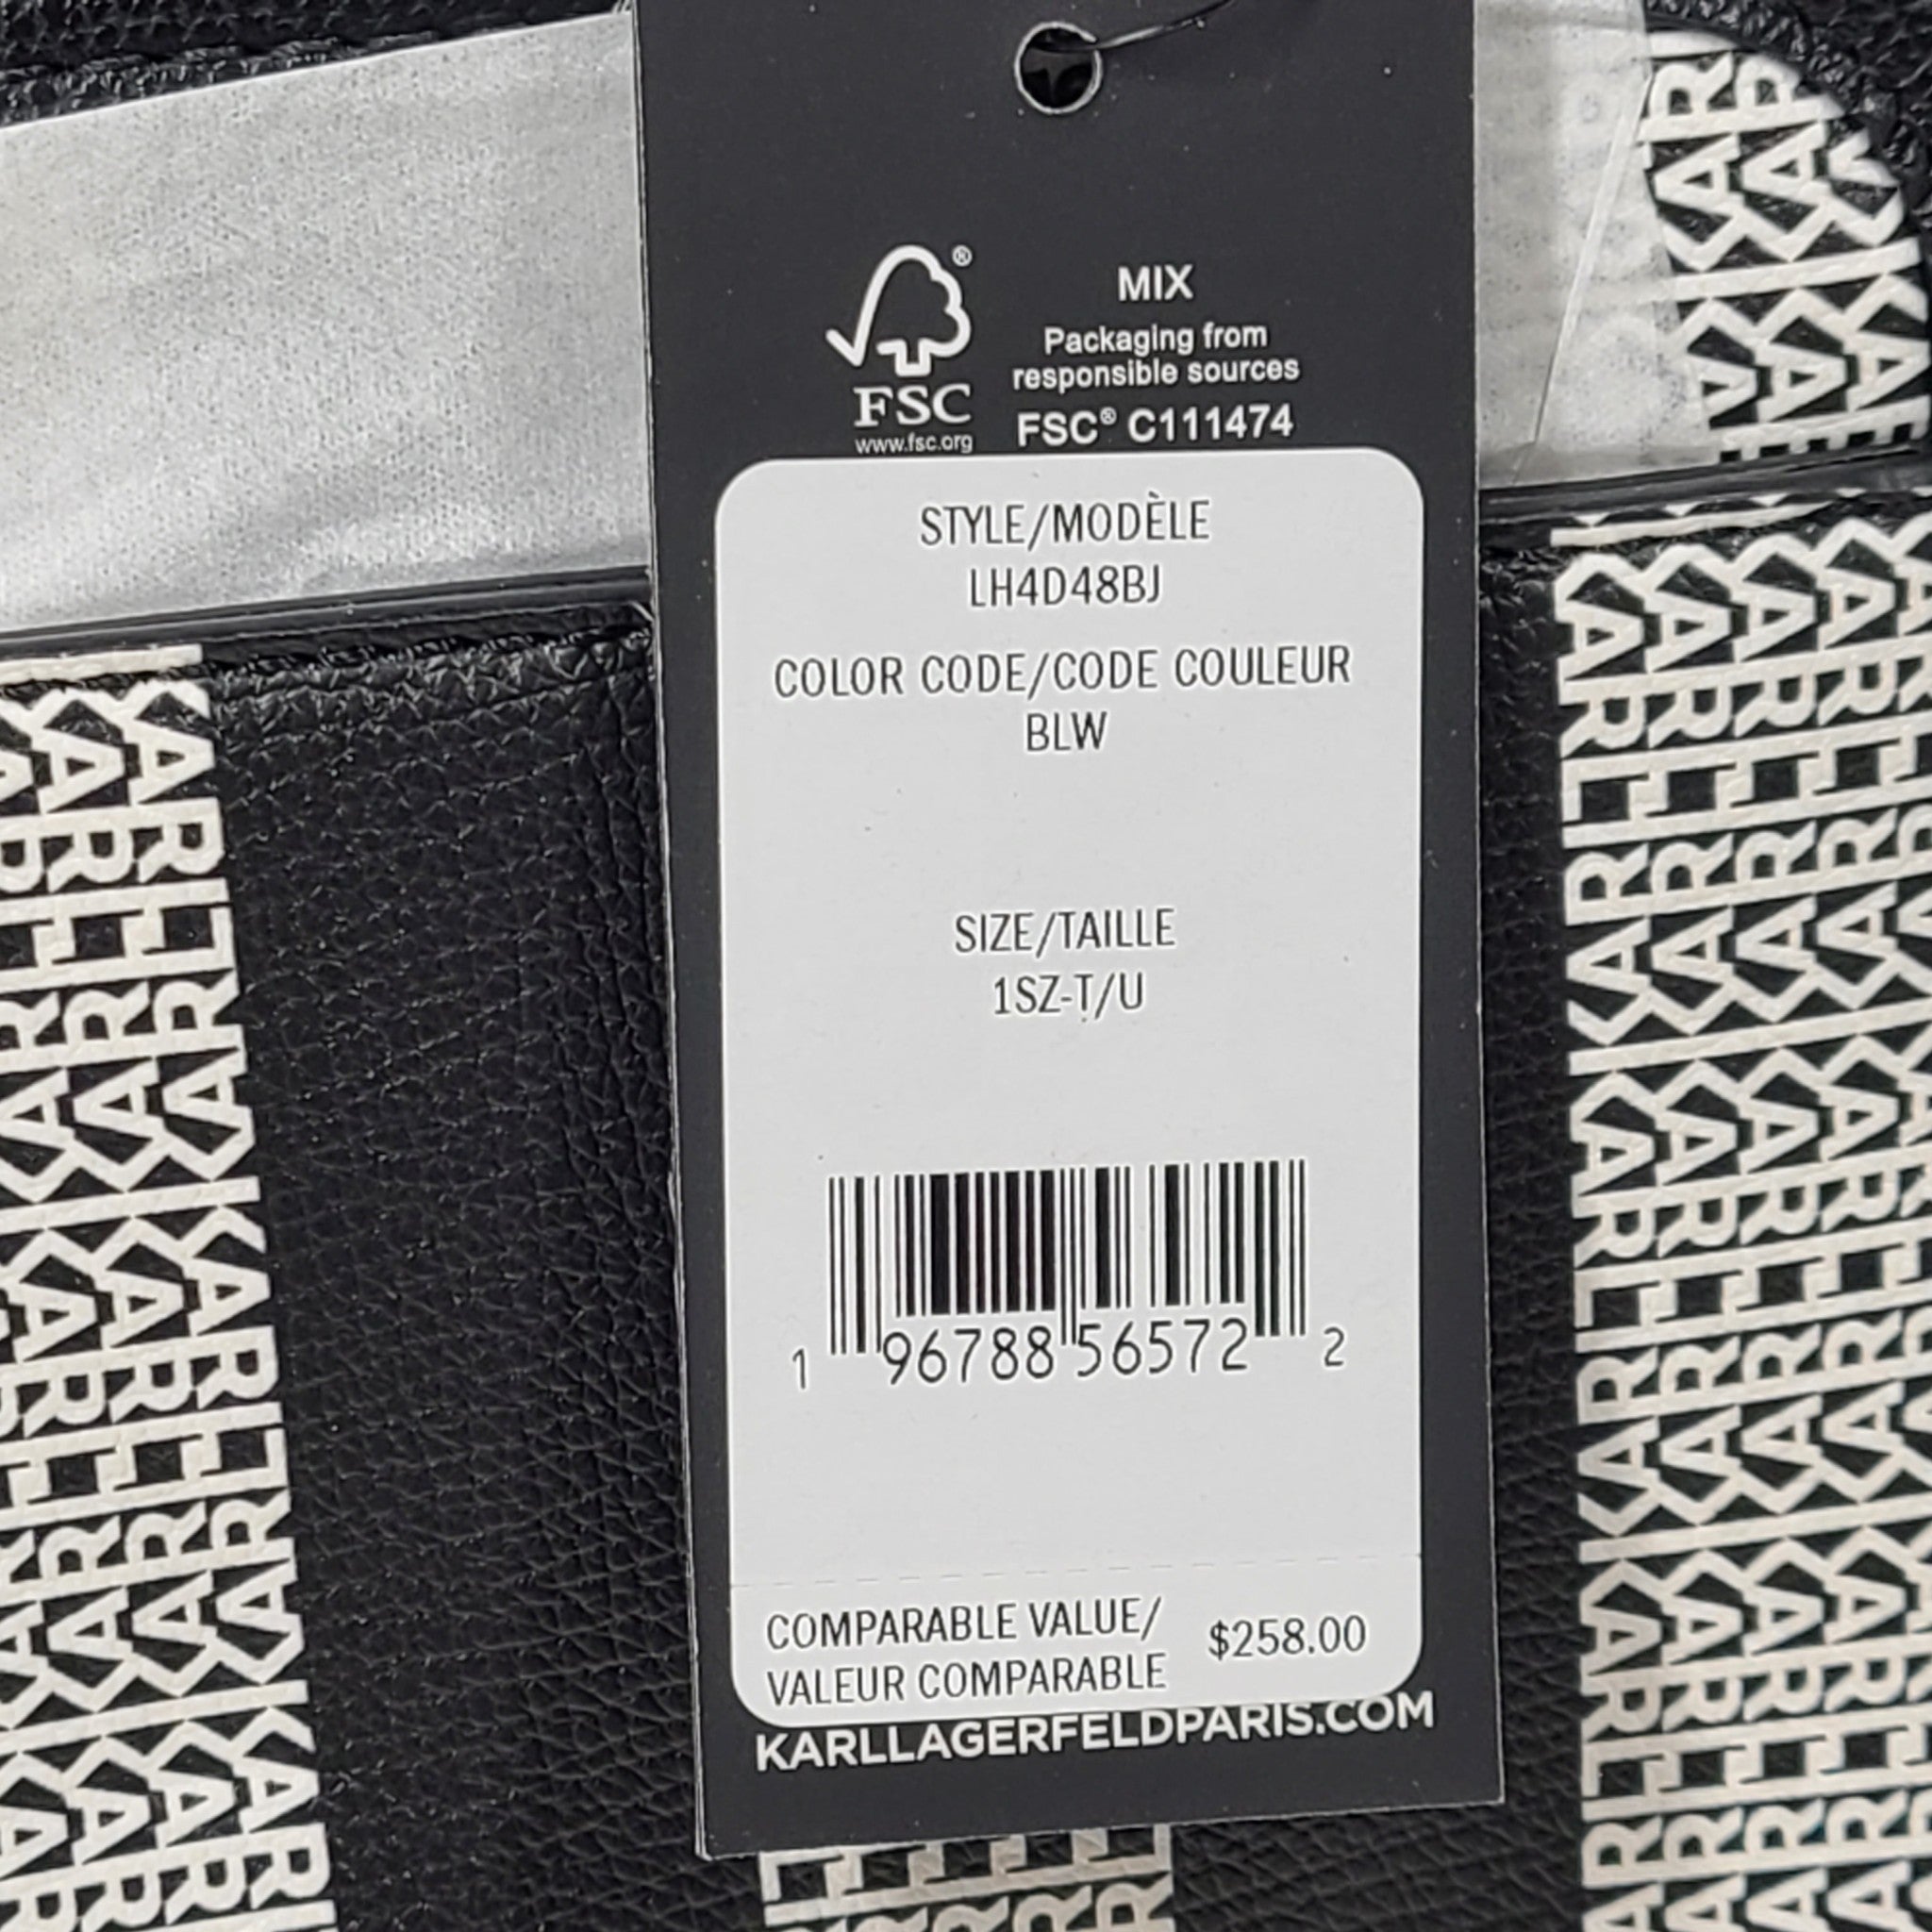 MIX
Packaging from
responsible sources
FSC® C111474
FSC
www.fsc.org
STYLE/MODÈLE
LH4D48BJ
COLOR CODE/CODE COULEUR
BLW
SIZE/TAILLE
1SZ-T/U
1 96788 56572 2
COMPARABLE VALUE/
VALEUR COMPARABLE
$258.00
KARLLAGERFELDPARIS.COM
KARL